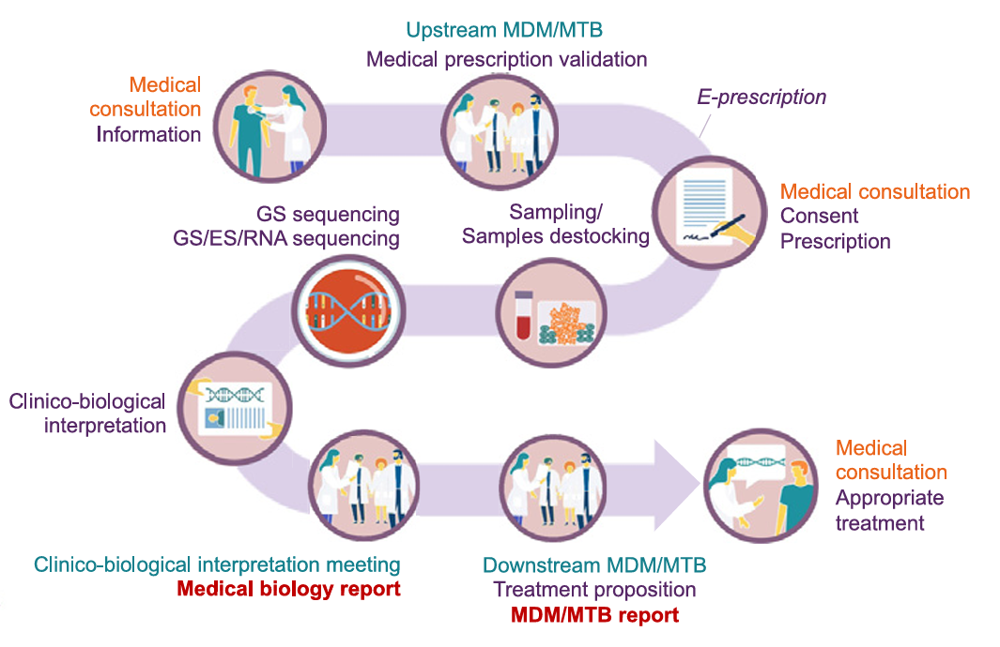 Upstream MDM/MTB
Medical prescription validation
Medical
consultation
Information
E-prescription
Medical consultation
Consent
Prescription
Sampling/
Samples destocking
GS sequencing
GS/ES/RNA sequencing
Clinico-biological
interpretation
Clinico-biological interpretation meeting
Medical biology report
Downstream MDM/MTB
Treatment proposition
MDM/MTB report
Medical
consultation
Appropriate
treatment